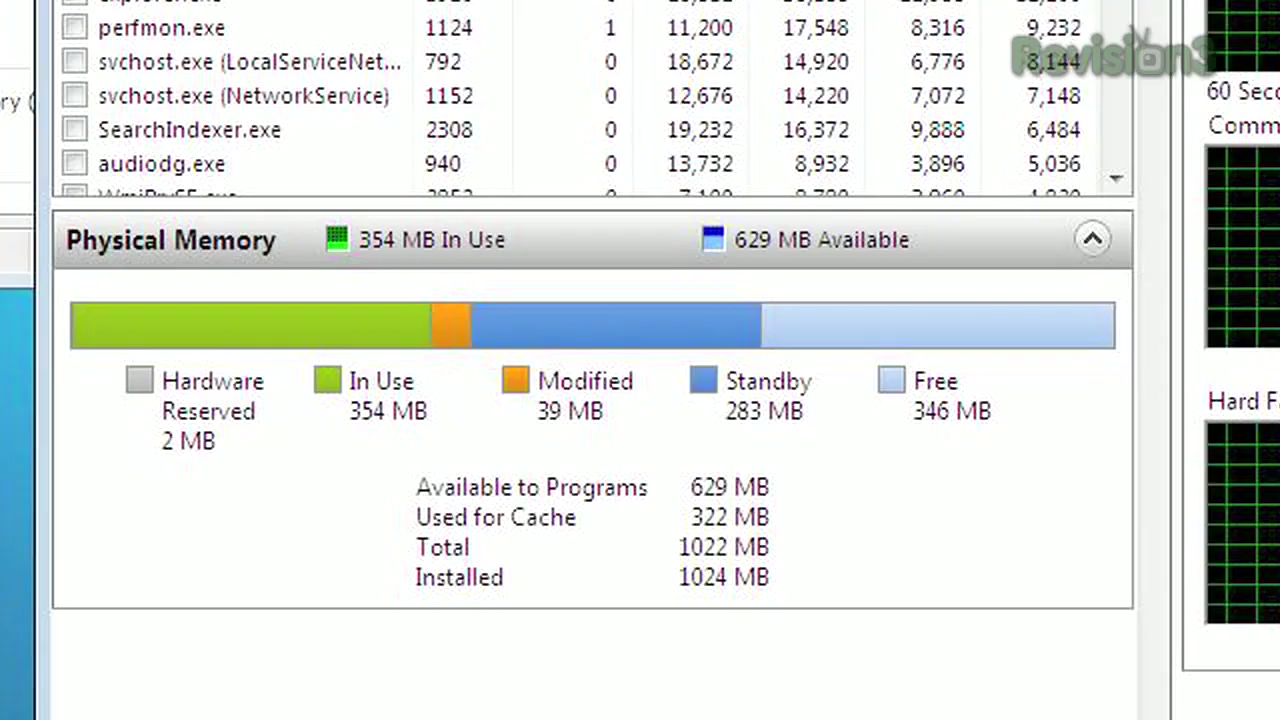 perfmon.exe 1124 1 11,200 17,548 8,316 9,232
svchost.exe (LocalServiceNet... 792 0 18,672 14,920 6,776 8,144
svchost.exe (NetworkService) 1152 0 12,676 14,220 7,072 7,148
SearchIndexer.exe 2308 0 19,232 16,372 9,888 6,484
audiodg.exe 940 0 13,732 8,932 3,896 5,036
Revision3
ry (
60 Seco
Comm
Physical Memory 354 MB In Use 629 MB Available
Hardware
Reserved
2 MB
In Use
354 MB
Modified
39 MB
Standby
283 MB
Free
346 MB
Hard F
Available to Programs 629 MB
Used for Cache 322 MB
Total 1022 MB
Installed 1024 MB